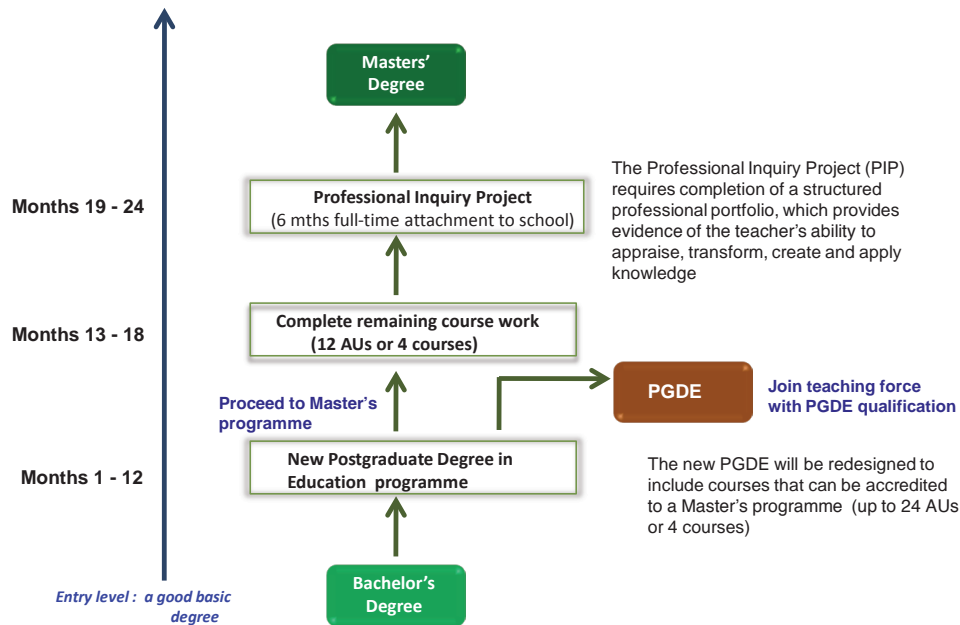 Masters'
Degree
Months 19 - 24
Professional Inquiry Project
(6 mths full-time attachment to school)
The Professional Inquiry Project (PIP)
requires completion of a structured
professional portfolio, which provides
evidence of the teacher's ability to
appraise, transform, create and apply
knowledge
Months 13 - 18
Complete remaining course work
(12 AUs or 4 courses)
Proceed to Master's
programme
PGDE
Join teaching force
with PGDE qualification
Months 1 - 12
New Postgraduate Degree in
Education programme
The new PGDE will be redesigned to
include courses that can be accredited
to a Master's programme (up to 24 AUs
or 4 courses)
Entry level : a good basic
degree
Bachelor's
Degree